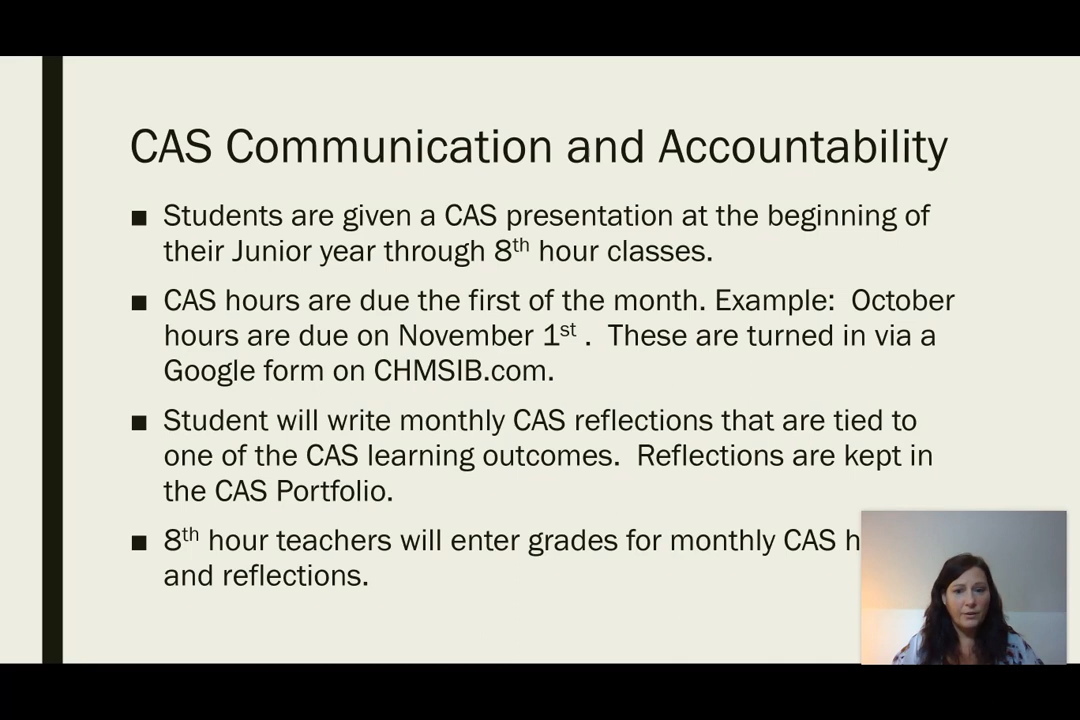 CAS Communication and Accountability
■ Students are given a CAS presentation at the beginning of
their Junior year through 8th hour classes.
■ CAS hours are due the first of the month. Example:  October
hours are due on November 1st .  These are turned in via a
Google form on CHMSIB.com.
■ Student will write monthly CAS reflections that are tied to
one of the CAS learning outcomes.  Reflections are kept in
the CAS Portfolio.
■ 8th hour teachers will enter grades for monthly CAS
and reflections.